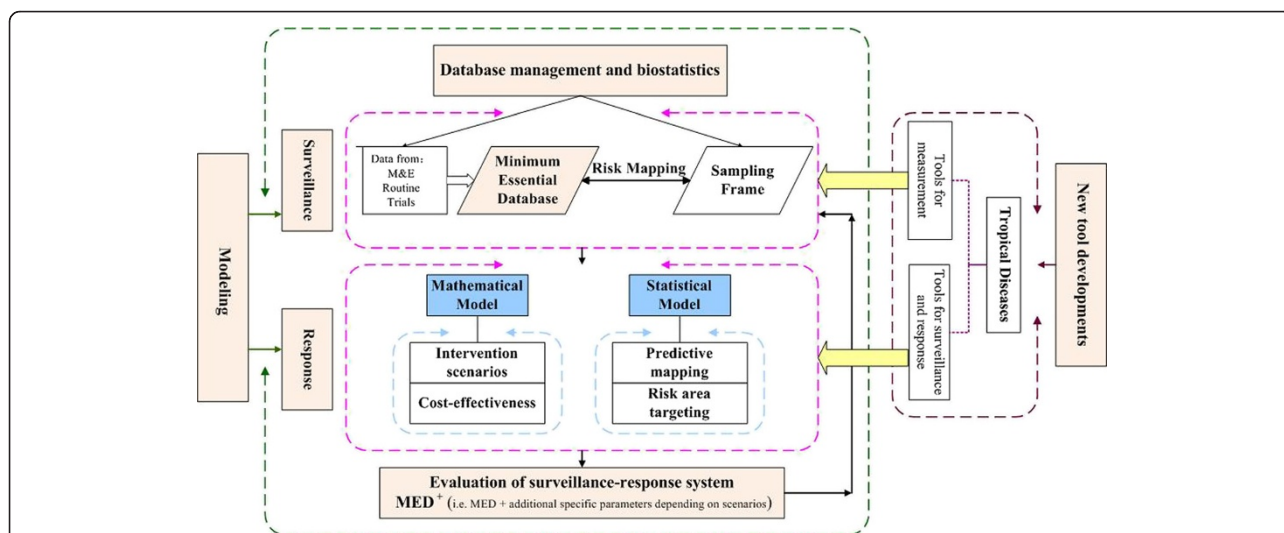 Database management and biostatistics
Modeling
Surveillance
Data from:
M&E
Routine
Trials
Minimum
Essential
Database
Risk Mapping
Sampling
Frame
Tools for
measurement
Tropical Diseases
New tool developments
Response
Mathematical
Model
Statistical
Model
Intervention
scenarios
Cost-effectiveness
Predictive
mapping
Risk area
targeting
Tools for surveillance
and response
Evaluation of surveillance-response system
MED+ (i.e. MED + additional specific parameters depending on scenarios)